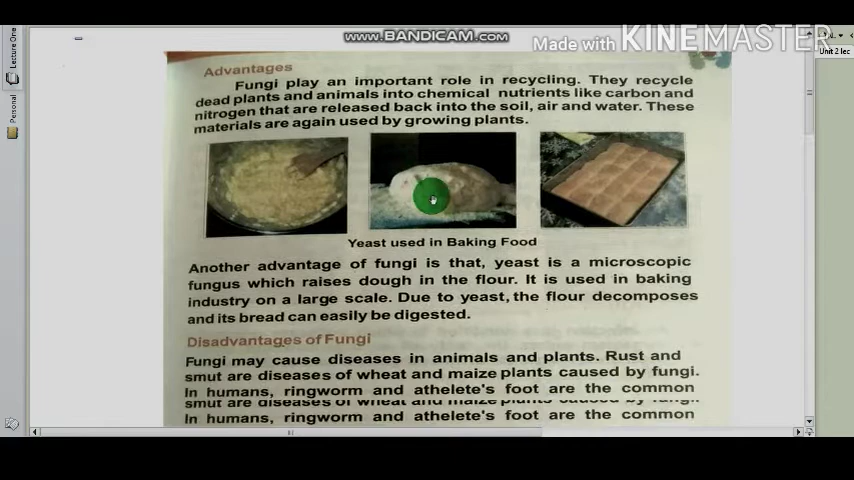 www.BANDICAM.com
Made with KINEMASTER
Lecture One
Personal
Unit 2 lec
Advantages
Fungi play an important role in recycling. They recycle
dead plants and animals into chemical nutrients like carbon and
nitrogen that are released back into the soil, air and water. These
materials are again used by growing plants.
Yeast used in Baking Food
Another advantage of fungi is that, yeast is a microscopic
fungus which raises dough in the flour. It is used in baking
industry on a large scale. Due to yeast, the flour decomposes
and its bread can easily be digested.
Disadvantages of Fungi
Fungi may cause diseases in animals and plants. Rust and
smut are diseases of wheat and maize plants caused by fungi.
In humans, ringworm and athelete's foot are the common
smut are diseases of wheat and maize plants caused by fungi.
In humans, ringworm and athelete's foot are the common